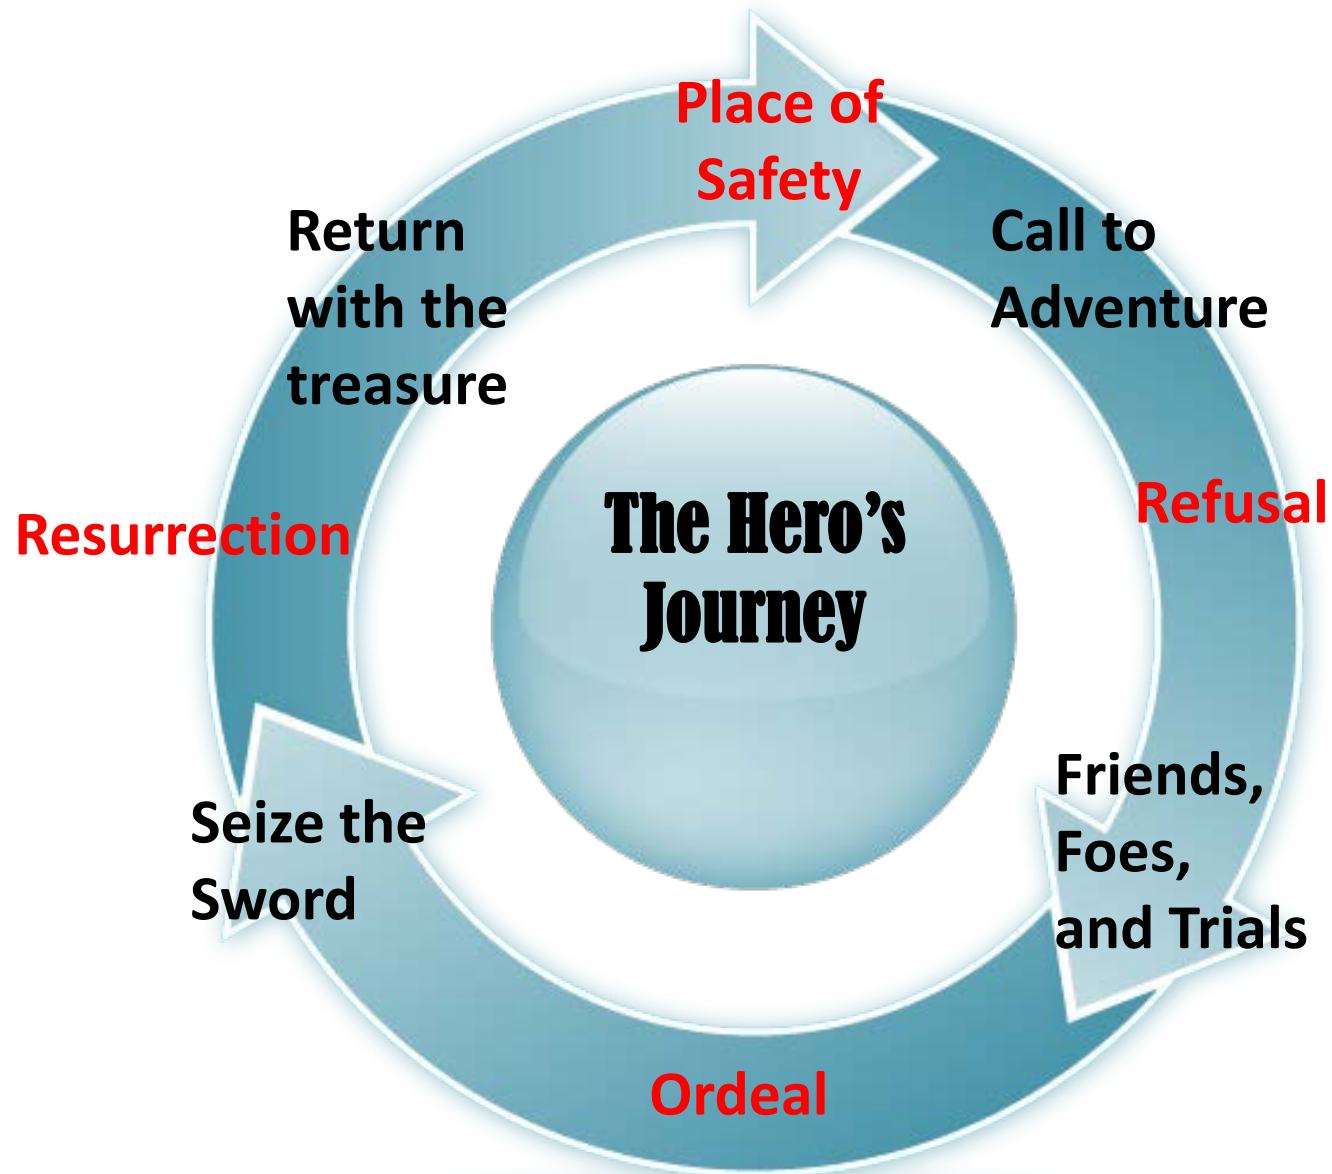 Place of
Safety
Call to
Adventure
Refusal
Friends,
Foes,
and Trials
Ordeal
Seize the
Sword
Resurrection
Return
with the
treasure
The Hero’s
Journey